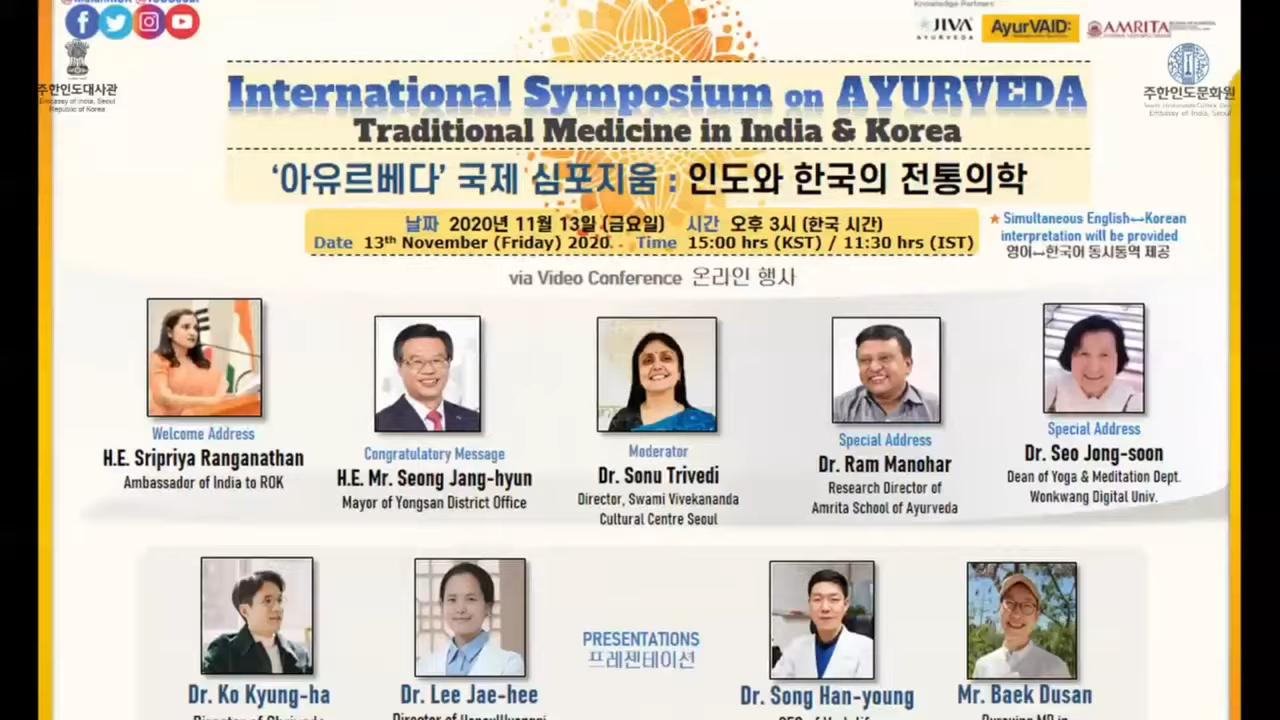 Knowledge Partners
JIVA
AYURVEDA
AyurVAID:
AMRITA
주한인도대사관
Embassy of India, Seoul
Republic of Korea
주한인도문화원
Embassy of India, Seoul
International Symposium on AYURVEDA
Traditional Medicine in India & Korea
‘아유르베다’ 국제 심포지움 : 인도와 한국의 전통의학
날짜 2020년 11월 13일 (금요일) 시간 오후 3시 (한국 시간)
Date 13th November (Friday) 2020 Time 15:00 hrs (KST) / 11:30 hrs (IST)
★ Simultaneous English↔Korean
interpretation will be provided
영어↔한국어 동시통역 제공
via Video Conference 온라인 행사
Welcome Address
H.E. Sripriya Ranganathan
Ambassador of India to ROK
Congratulatory Message
H.E. Mr. Seong Jang-hyun
Mayor of Yongsan District Office
Moderator
Dr. Sonu Trivedi
Director, Swami Vivekananda
Cultural Centre Seoul
Special Address
Dr. Ram Manohar
Research Director of
Amrita School of Ayurveda
Special Address
Dr. Seo Jong-soon
Dean of Yoga & Meditation Dept.
Wonkwang Digital Univ.
PRESENTATIONS
프레젠테이션
Dr. Ko Kyung-ha
Dr. Lee Jae-hee
Director of
Dr. Song Han-young
Mr. Baek Dusan